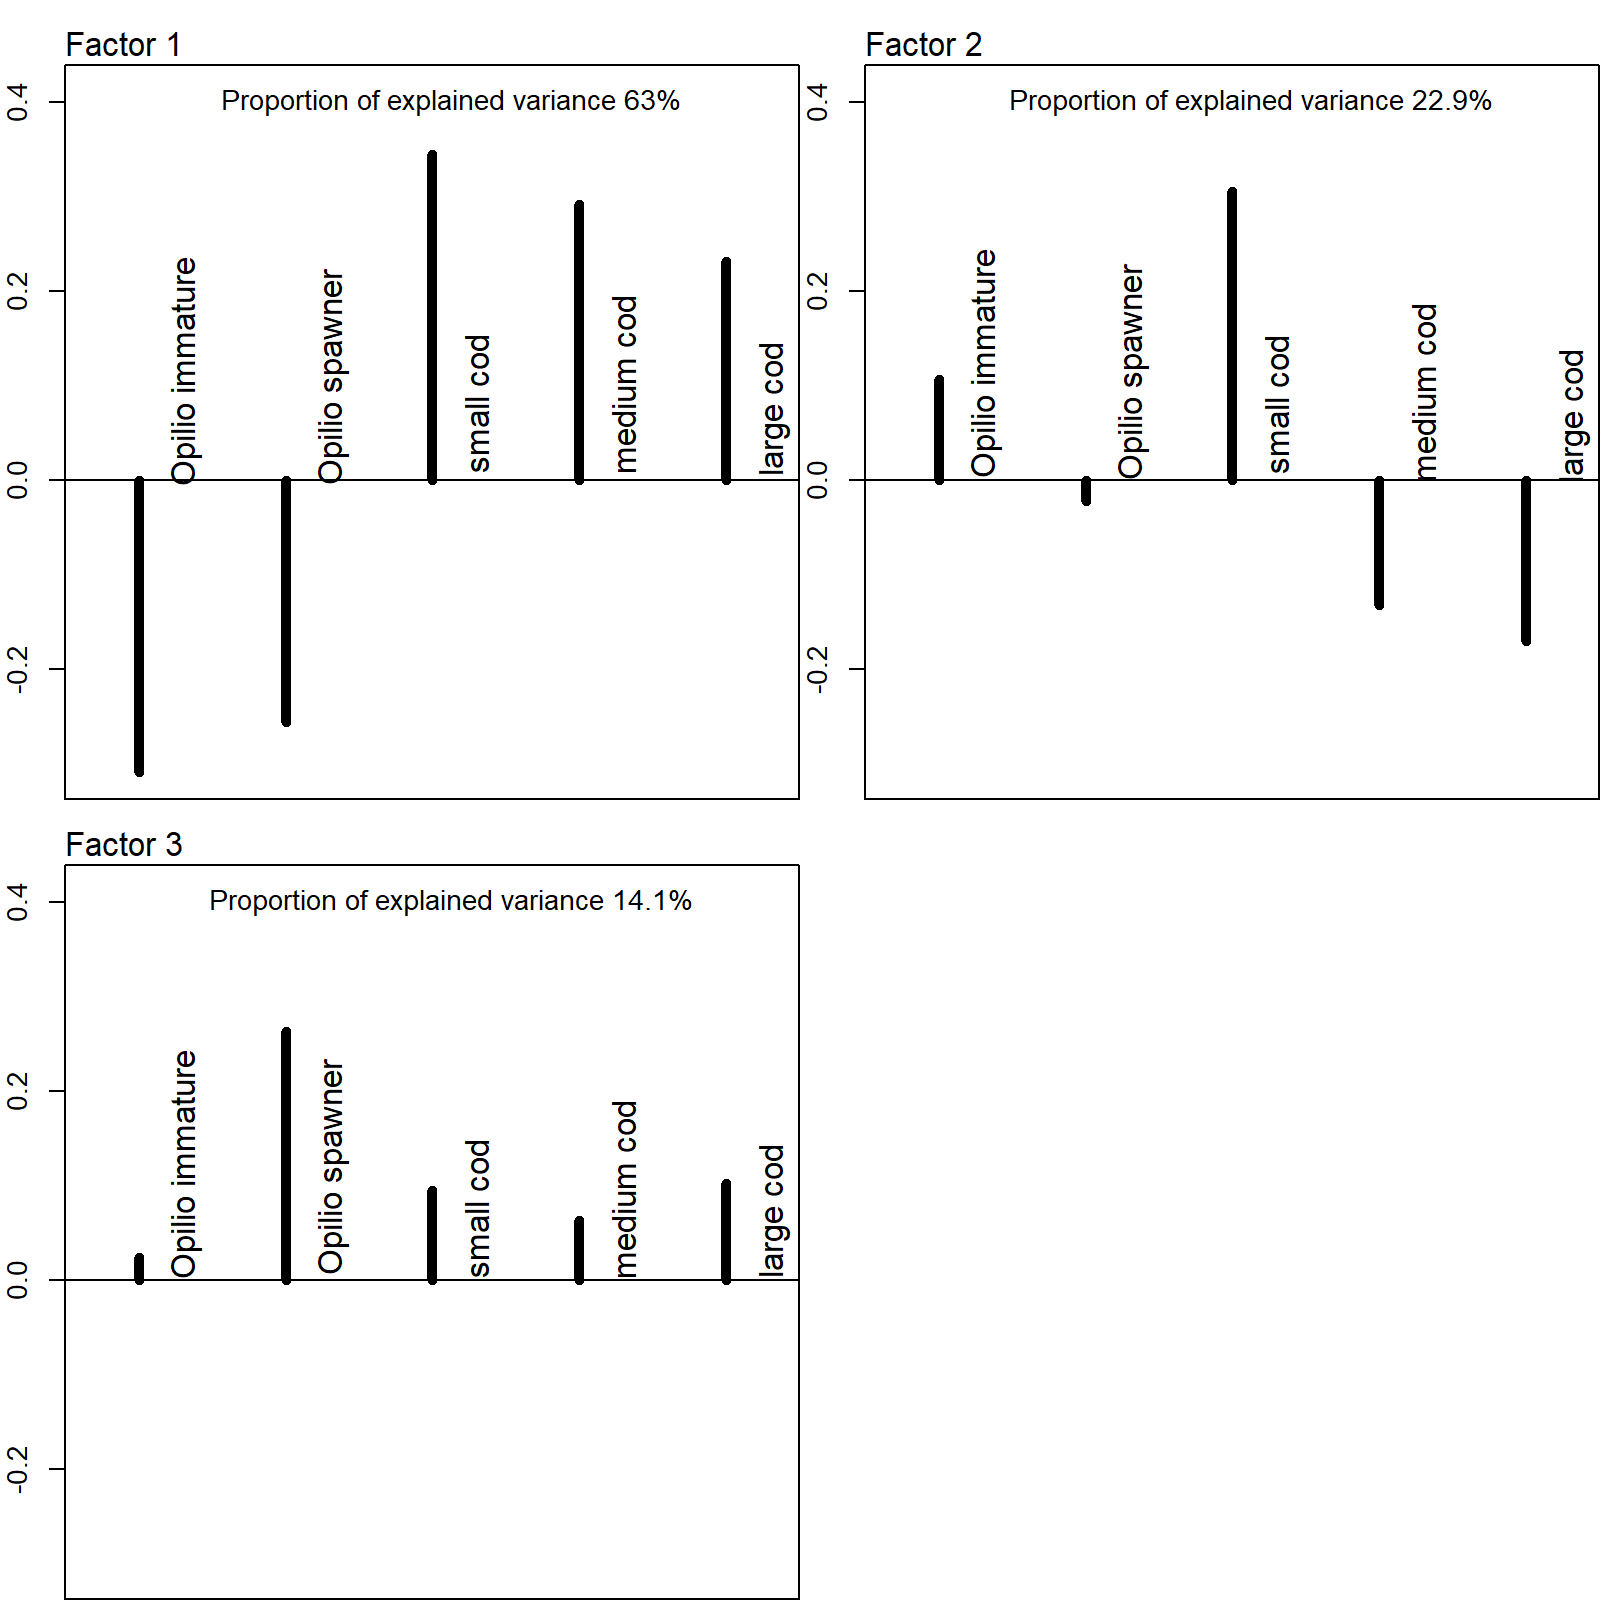 Factor 1
Proportion of explained variance 63%
0.4
0.2
0.0
-0.2
Opilio immature
Opilio spawner
small cod
medium cod
large cod
Factor 2
Proportion of explained variance 22.9%
0.4
0.2
0.0
-0.2
Opilio immature
Opilio spawner
small cod
medium cod
large cod
Factor 3
Proportion of explained variance 14.1%
0.4
0.2
0.0
-0.2
Opilio immature
Opilio spawner
small cod
medium cod
large cod